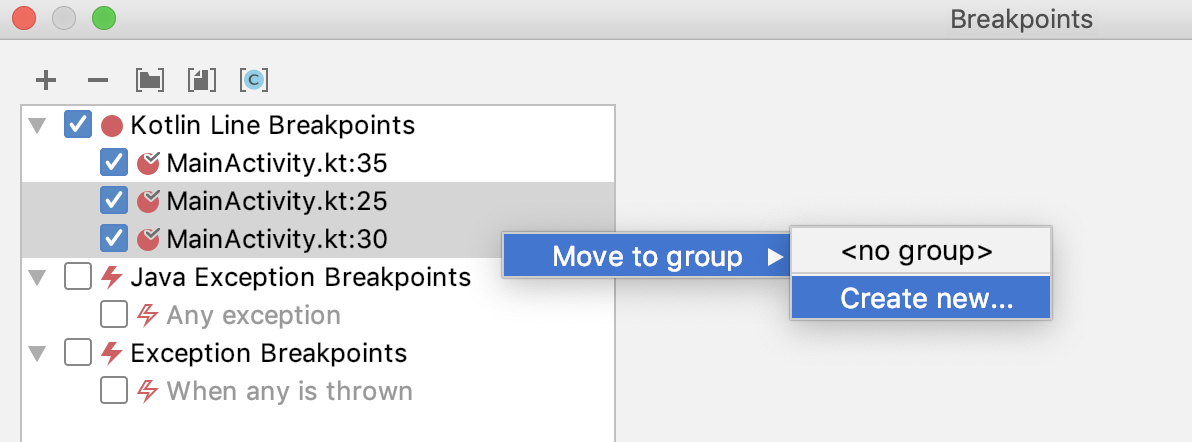 Breakpoints
C
Kotlin Line Breakpoints
MainActivity.kt:35
MainActivity.kt:25
MainActivity.kt:30
Move to group
<no group>
Create new...
Java Exception Breakpoints
Any exception
Exception Breakpoints
When any is thrown